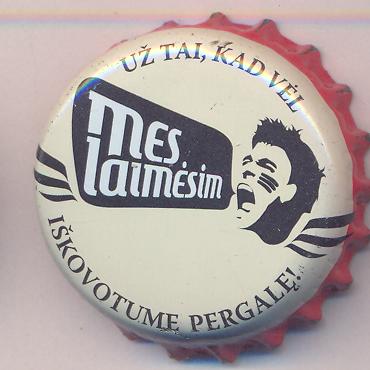 UŽ TAI, KAD VĖL
mes
laimėsim
IŠKOVOTUME PERGALĘ!